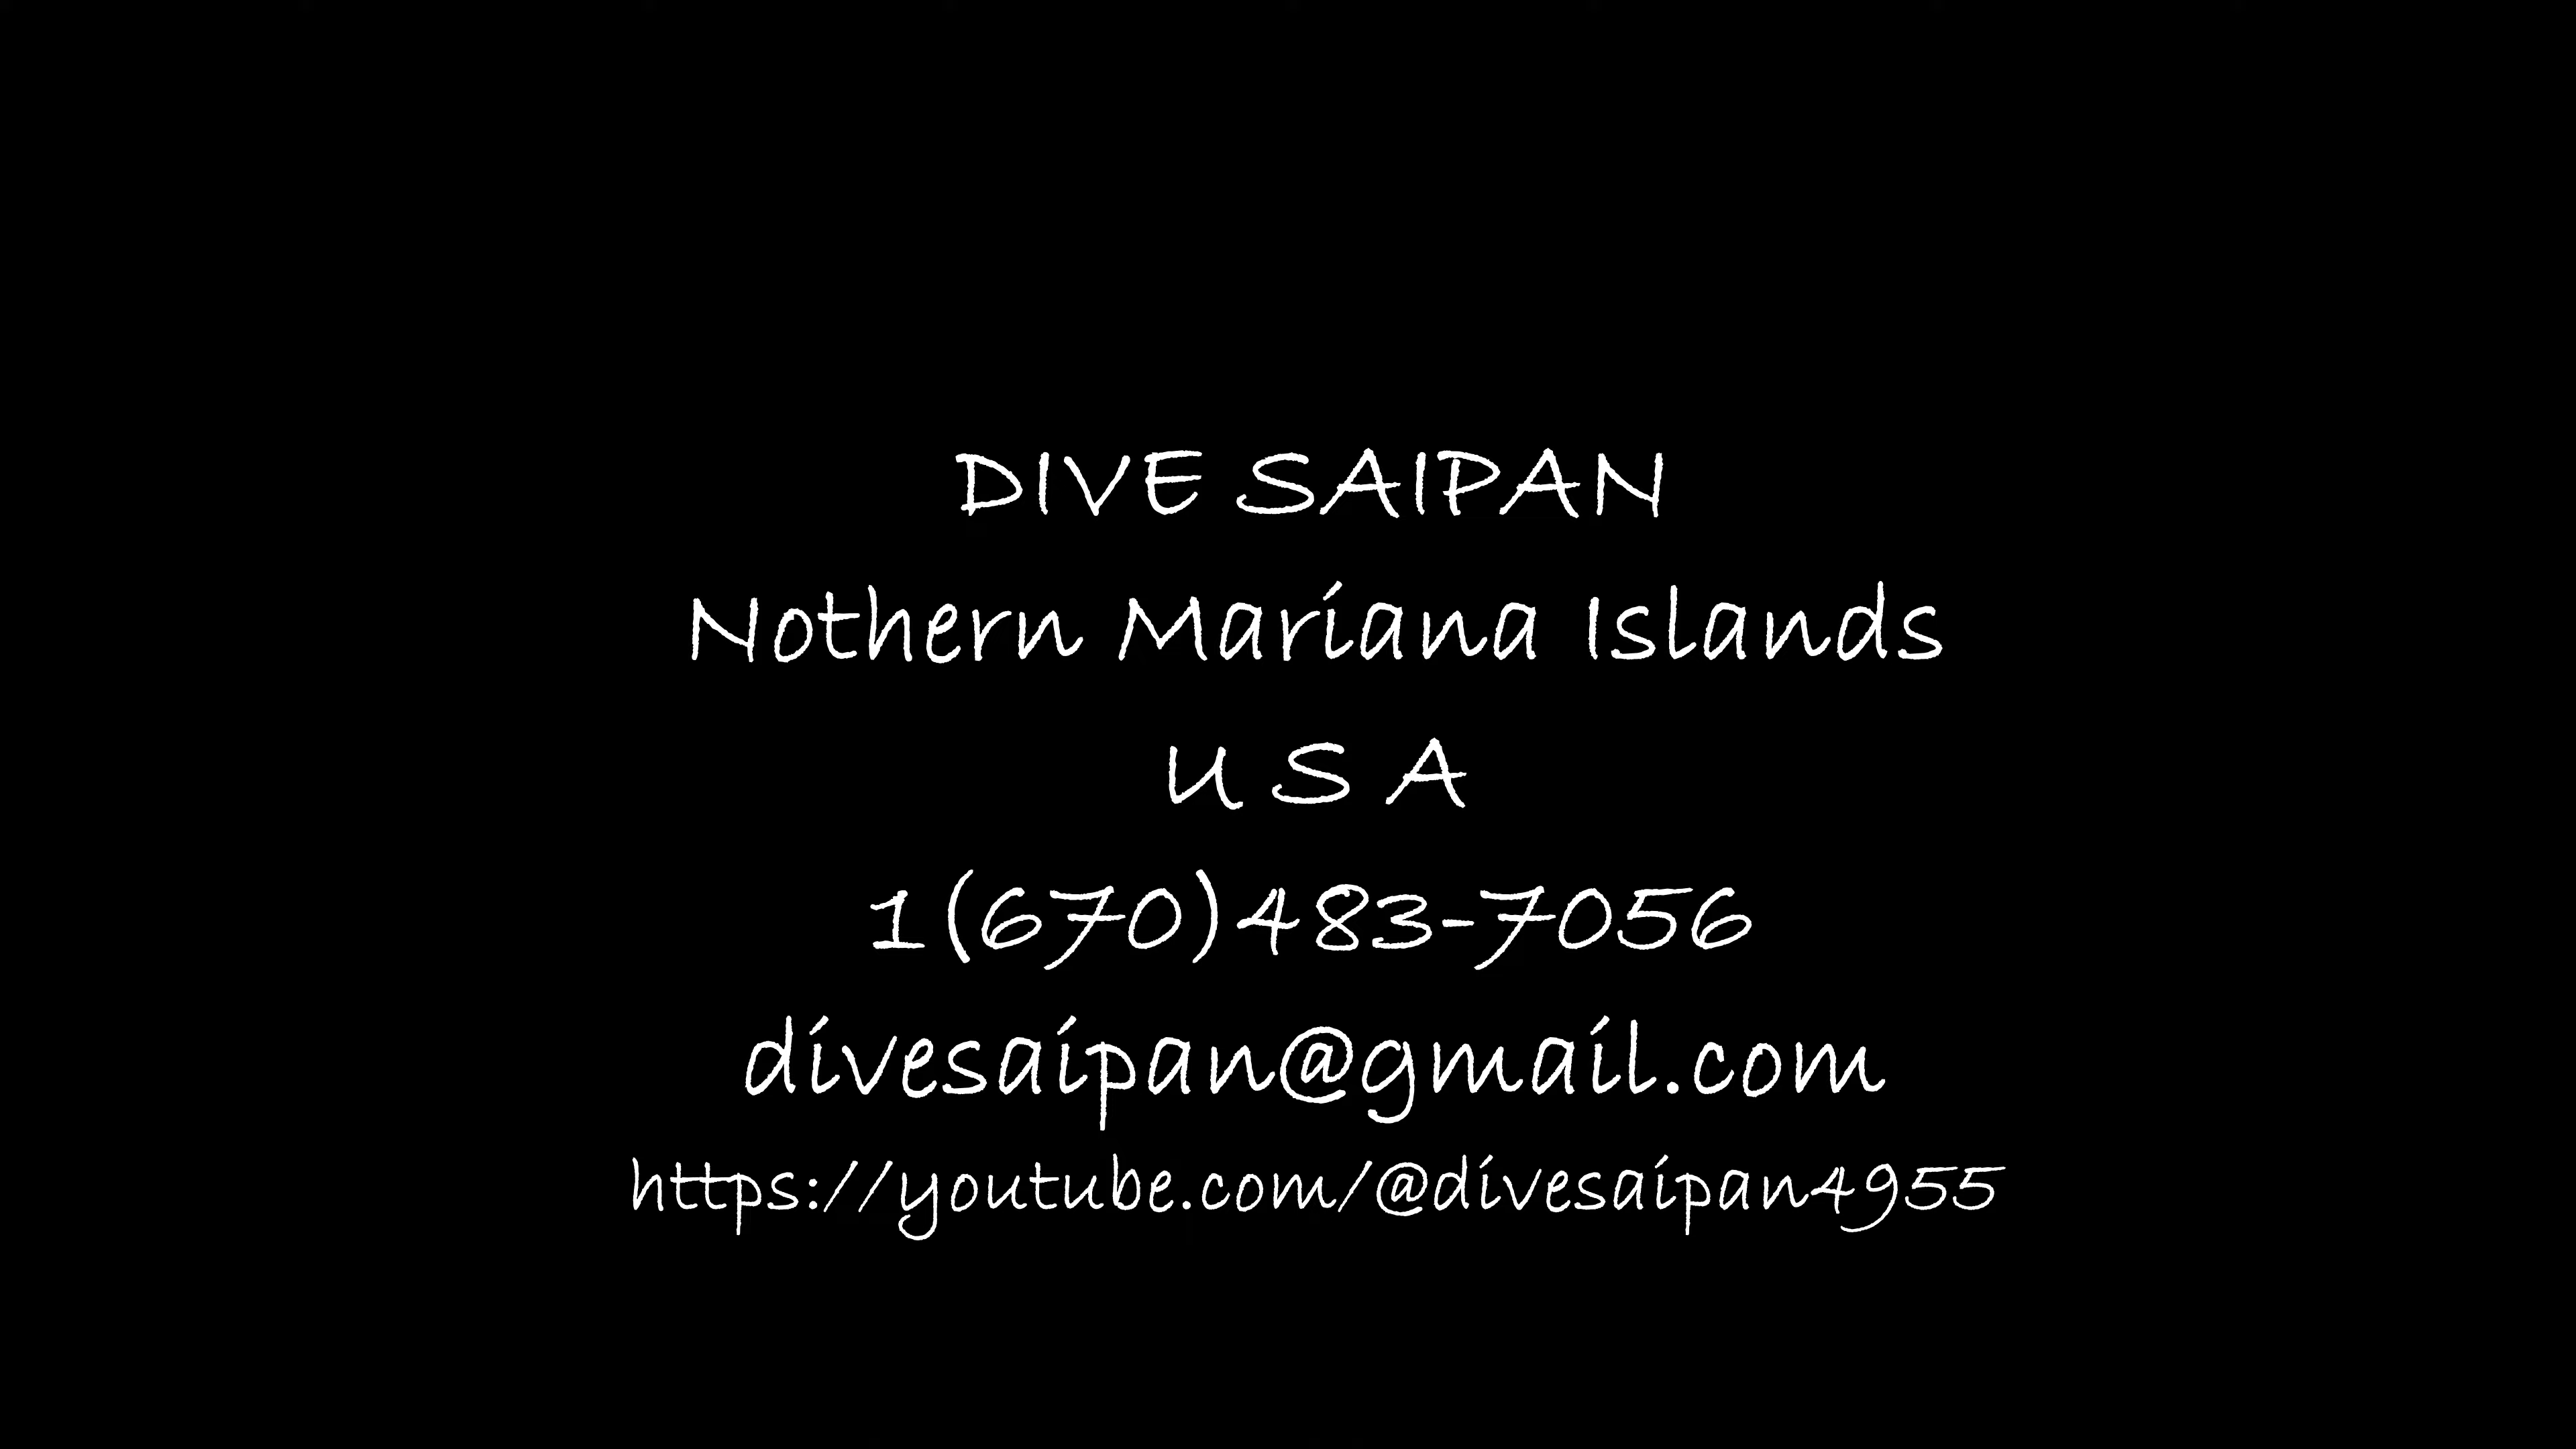 DIVE SAIPAN
Nothern Mariana Islands
U S A
1(670)483-7056
divesaipan@gmail.com
https://youtube.com/@divesaipan4955